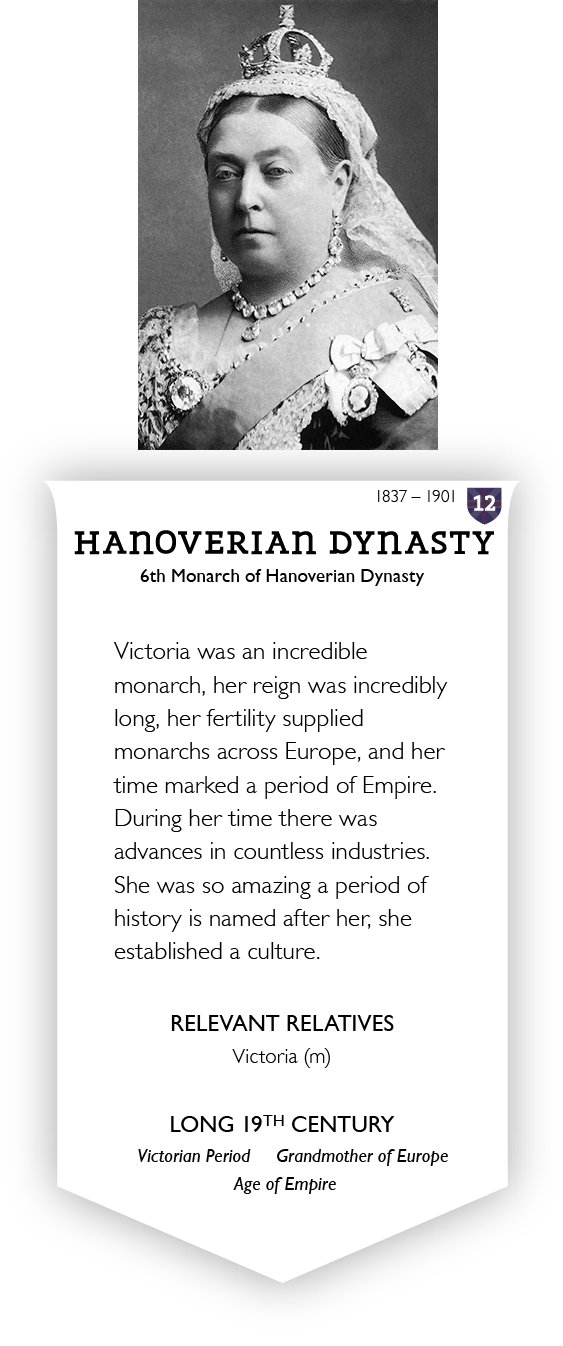 1837 – 1901
12
HANOVERIAN DYNASTY
6th Monarch of Hanoverian Dynasty
Victoria was an incredible
monarch, her reign was incredibly
long, her fertility supplied
monarchs across Europe, and her
time marked a period of Empire.
During her time there was
advances in countless industries.
She was so amazing a period of
history is named after her, she
established a culture.
RELEVANT RELATIVES
Victoria (m)
LONG 19TH CENTURY
Victorian Period Grandmother of Europe
Age of Empire